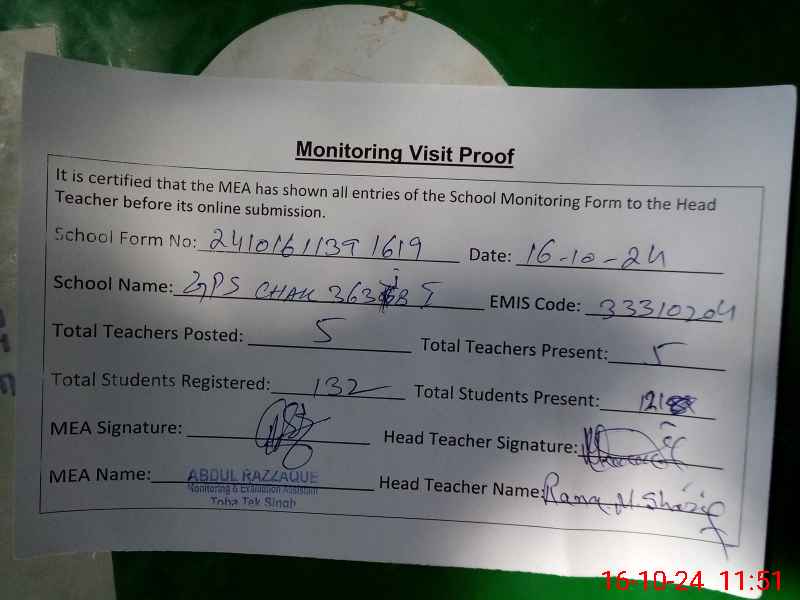 Monitoring Visit Proof
It is certified that the MEA has shown all entries of the School Monitoring Form to the Head
Teacher before its online submission.
School Form No: 2410161139 1619 Date: 16-10-24
School Name: GPS CHAK 363 EMIS Code: 33310204
Total Teachers Posted: 5 Total Teachers Present: 5
Total Students Registered: 132 Total Students Present: 121
MEA Signature: Head Teacher Signature:
MEA Name: ABDUL RAZZAQUE Head Teacher Name: Rana M Sharif
Monitoring & Evaluation Assistant
Toba Tek Singh
16-10-24 11:51